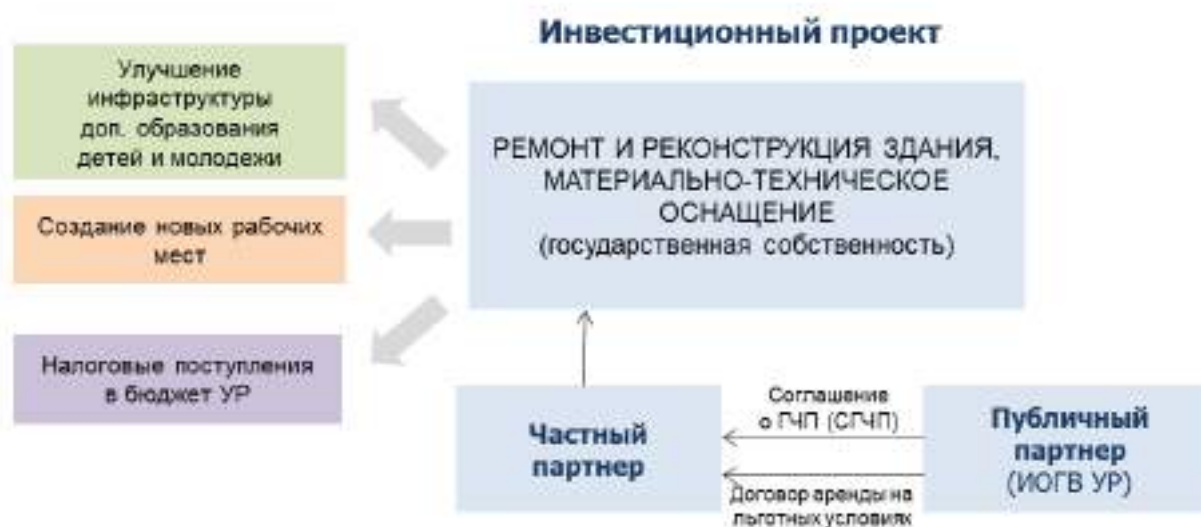 Инвестиционный проект
Улучшение
инфраструктуры
доп. образования
детей и молодежи
Создание новых рабочих
мест
Налоговые поступления
в бюджет УР
РЕМОНТ И РЕКОНСТРУКЦИЯ ЗДАНИЯ,
МАТЕРИАЛЬНО-ТЕХНИЧЕСКОЕ
ОСНАЩЕНИЕ
(государственная собственность)
Частный
партнер
Соглашение
о ГЧП (СГЧП)
Договор аренды на
льготных условиях
Публичный
партнер
(ИОГВ УР)